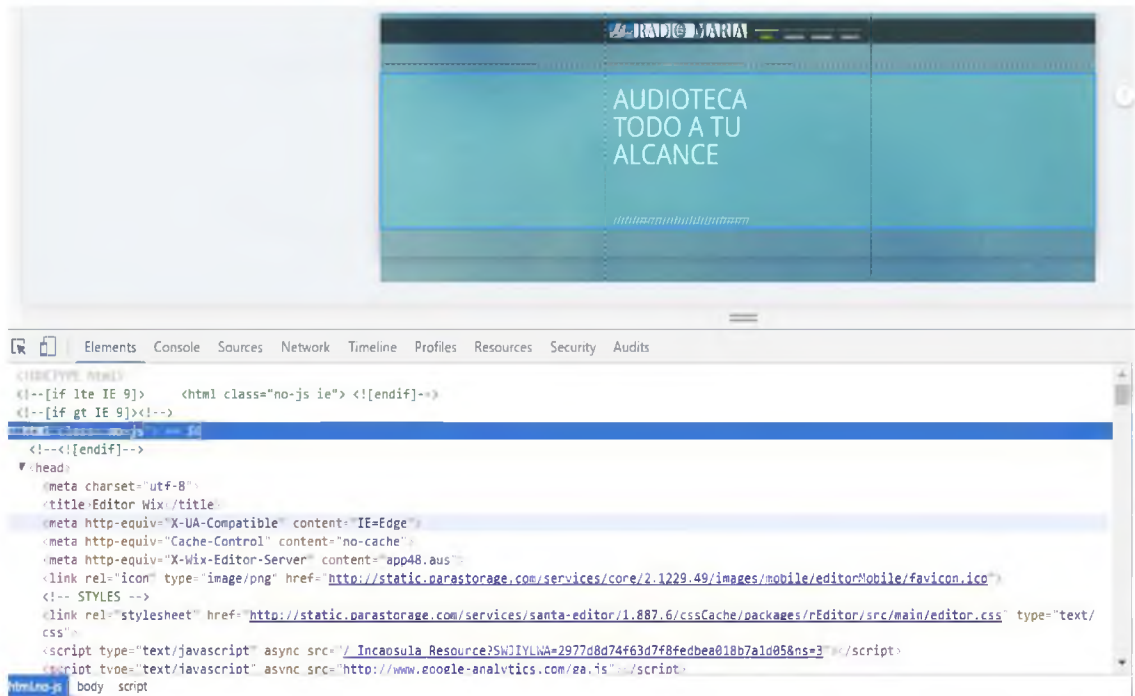 RADIO MARIA
AUDIOTECA
TODO A TU
ALCANCE
Elements Console Sources Network Timeline Profiles Resources Security Audits
<!DOCTYPE html>
<!--[if lte IE 9]> <html class="no-js ie"> <![endif]-->
<!--[if gt IE 9]><!-->
<html class="no-js"> == $0
<!--<![endif]-->
▼<head>
<meta charset="utf-8">
<title>Editor Wix</title>
<meta http-equiv="X-UA-Compatible" content="IE=Edge">
<meta http-equiv="Cache-Control" content="no-cache">
<meta http-equiv="X-Wix-Editor-Server" content="app48.aus">
<link rel="icon" type="image/png" href="http://static.parastorage.com/services/core/2.1229.49/images/mobile/editorMobile/favicon.ico">
<!-- STYLES -->
<link rel="stylesheet" href="http://static.parastorage.com/services/santa-editor/1.887.6/cssCache/packages/rEditor/src/main/editor.css" type="text/
css">
<script type="text/javascript" async src="/_Incapsula_Resource?SWJIYLWA=2977d8d74f63d7f8fedbea018b7a1d05&ns=3"></script>
<script type="text/javascript" async src="http://www.google-analytics.com/ga.js"></script>
html.no-js body script